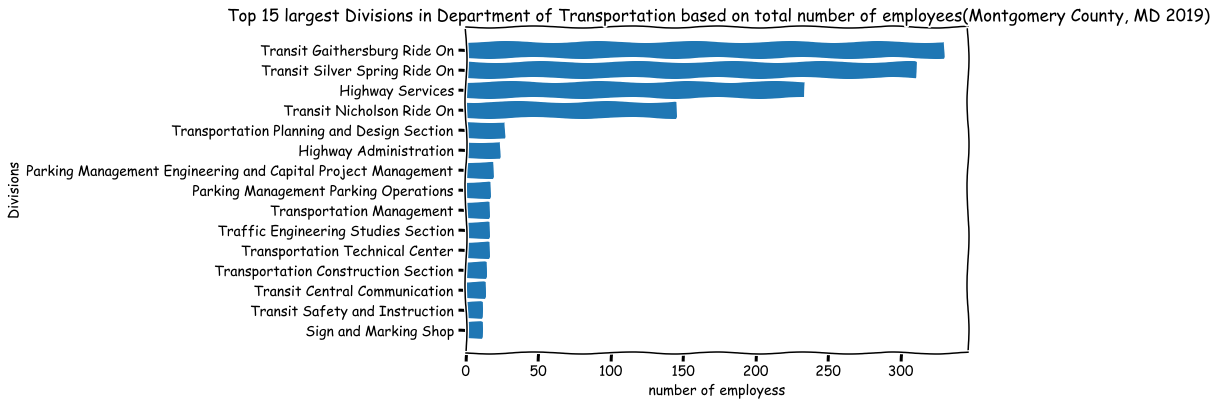 Top 15 largest Divisions in Department of Transportation based on total number of employees(Montgomery County, MD 2019)
Divisions
Transit Gaithersburg Ride On
Transit Silver Spring Ride On
Highway Services
Transit Nicholson Ride On
Transportation Planning and Design Section
Highway Administration
Parking Management Engineering and Capital Project Management
Parking Management Parking Operations
Transportation Management
Traffic Engineering Studies Section
Transportation Technical Center
Transportation Construction Section
Transit Central Communication
Transit Safety and Instruction
Sign and Marking Shop
0 50 100 150 200 250 300
number of employess